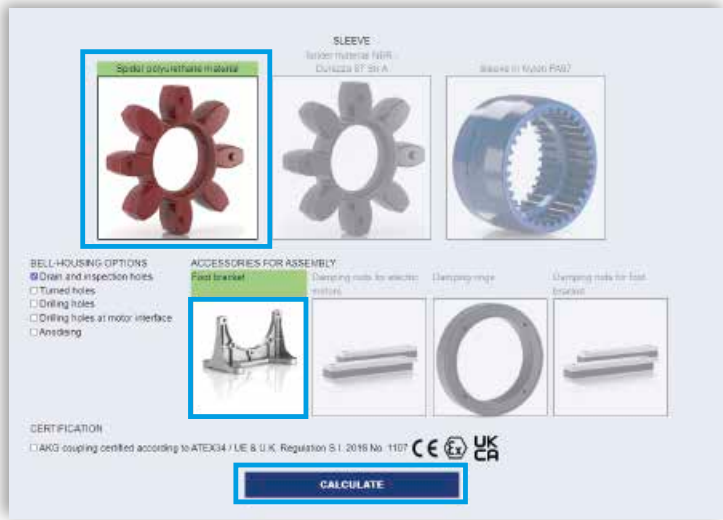 SLEEVE
Spider polyurethane material
Spider material NBR -
Durezza 87 Sh A
Sleeve in Nylon PA67
BELL-HOUSING OPTIONS
Drain and inspection holes
Turned holes
Drilling holes
Drilling holes at motor interface
Anodising
ACCESSORIES FOR ASSEMBLY
Foot bracket
Damping rods for electric
motors
Damping rings
Damping rods for foot
bracket
CERTIFICATION
AKG coupling certified according to ATEX34 / UE & U.K. Regulation S.I. 2016 No. 1107 CE Ex UK
CA
CALCULATE